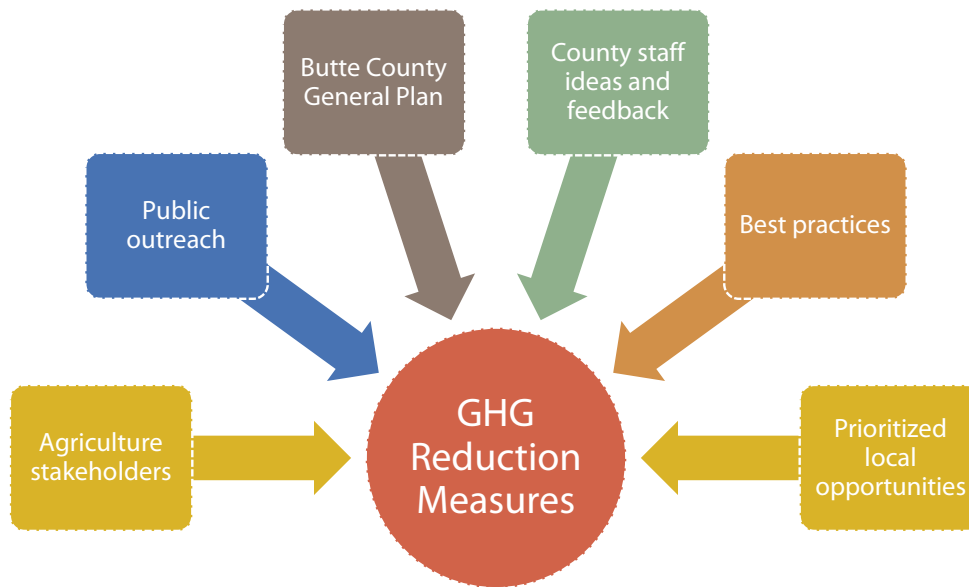 Butte County
General Plan
County staff
ideas and
feedback
Public
outreach
Best practices
Agriculture
stakeholders
GHG
Reduction
Measures
Prioritized
local
opportunities